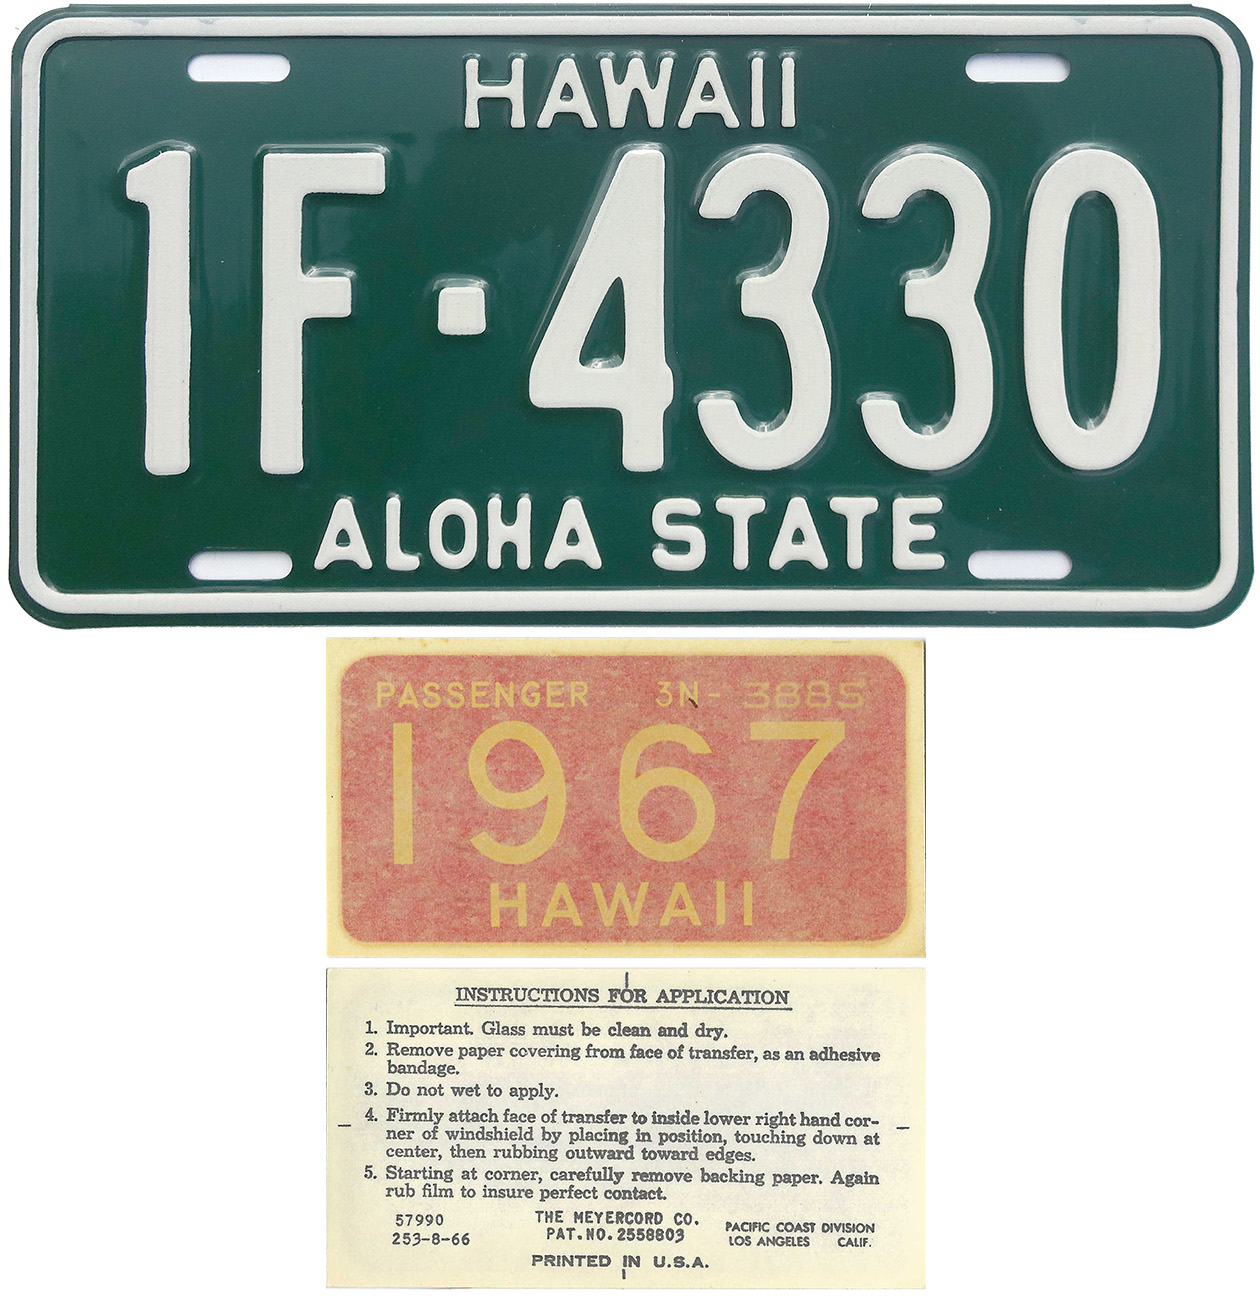 HAWAII
1F·4330
ALOHA STATE
PASSENGER 3N- 3885
1967
HAWAII
INSTRUCTIONS FOR APPLICATION
1. Important. Glass must be clean and dry.
2. Remove paper covering from face of transfer, as an adhesive
bandage.
3. Do not wet to apply.
4. Firmly attach face of transfer to inside lower right hand cor-
ner of windshield by placing in position, touching down at
center, then rubbing outward toward edges.
5. Starting at corner, carefully remove backing paper. Again
rub film to insure perfect contact.
57990
253-8-66
THE MEYERCORD CO.
PAT.NO.2558803
PACIFIC COAST DIVISION
LOS ANGELES CALIF.
PRINTED IN U.S.A.